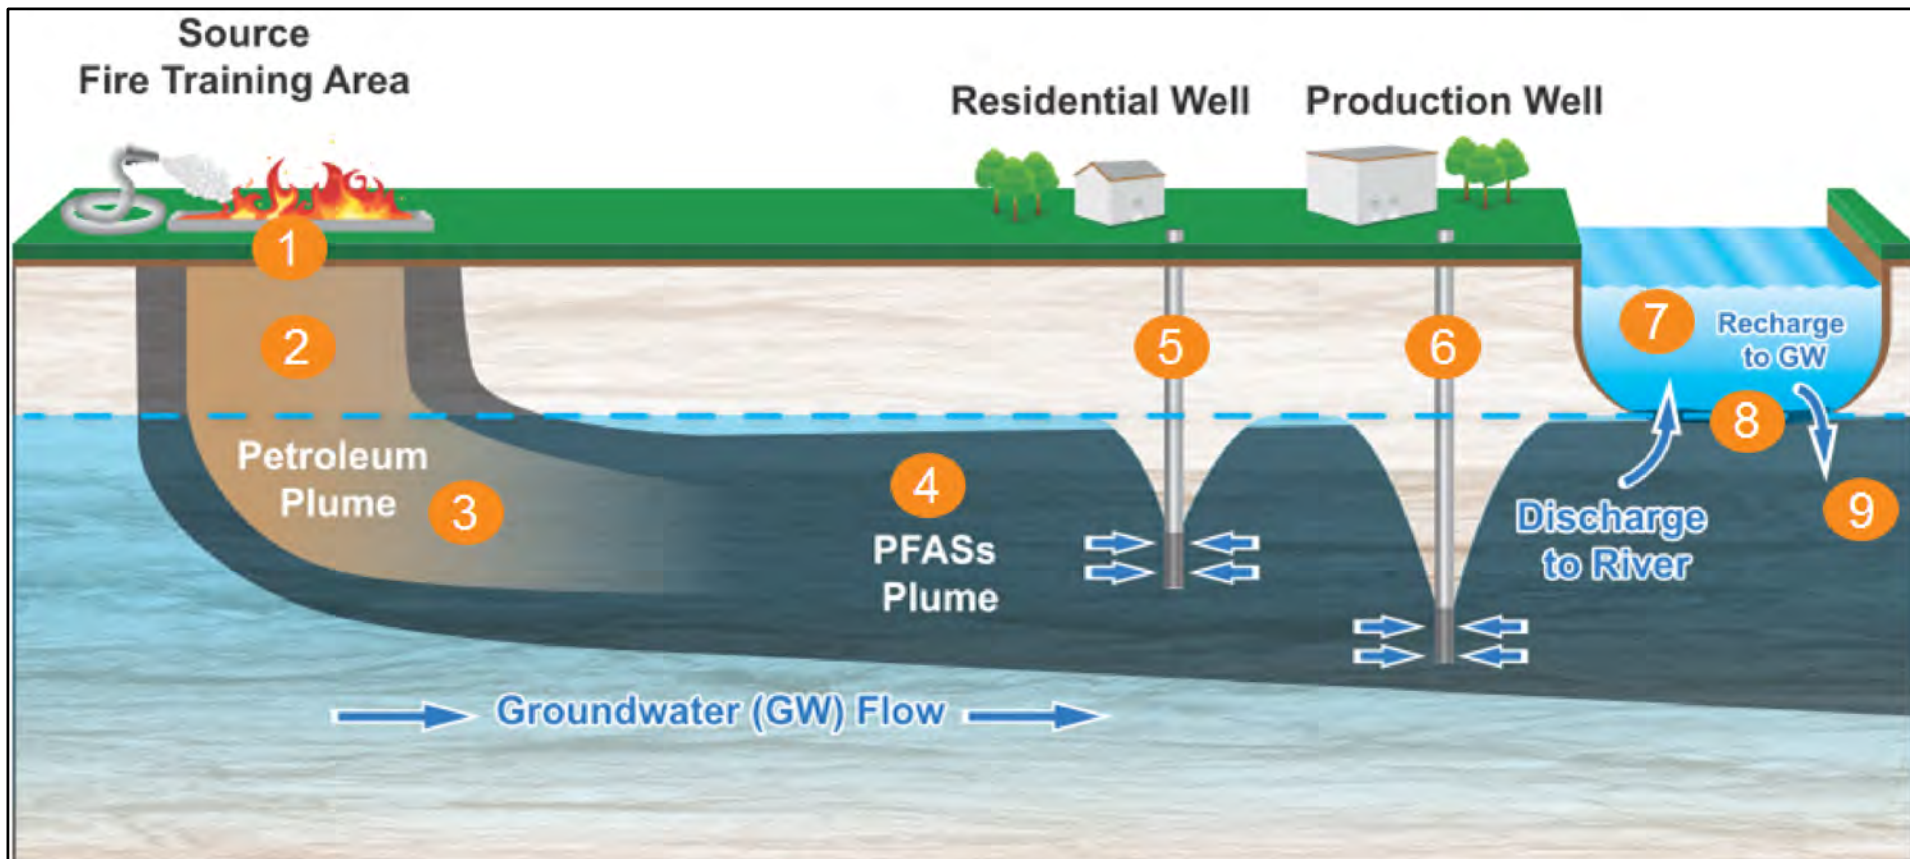 Source
Fire Training Area
Residential Well
Production Well
1
2
5
6
7
Recharge
to GW
8
Petroleum
Plume
3
4
PFASs
Plume
9
Discharge
to River
Groundwater (GW) Flow